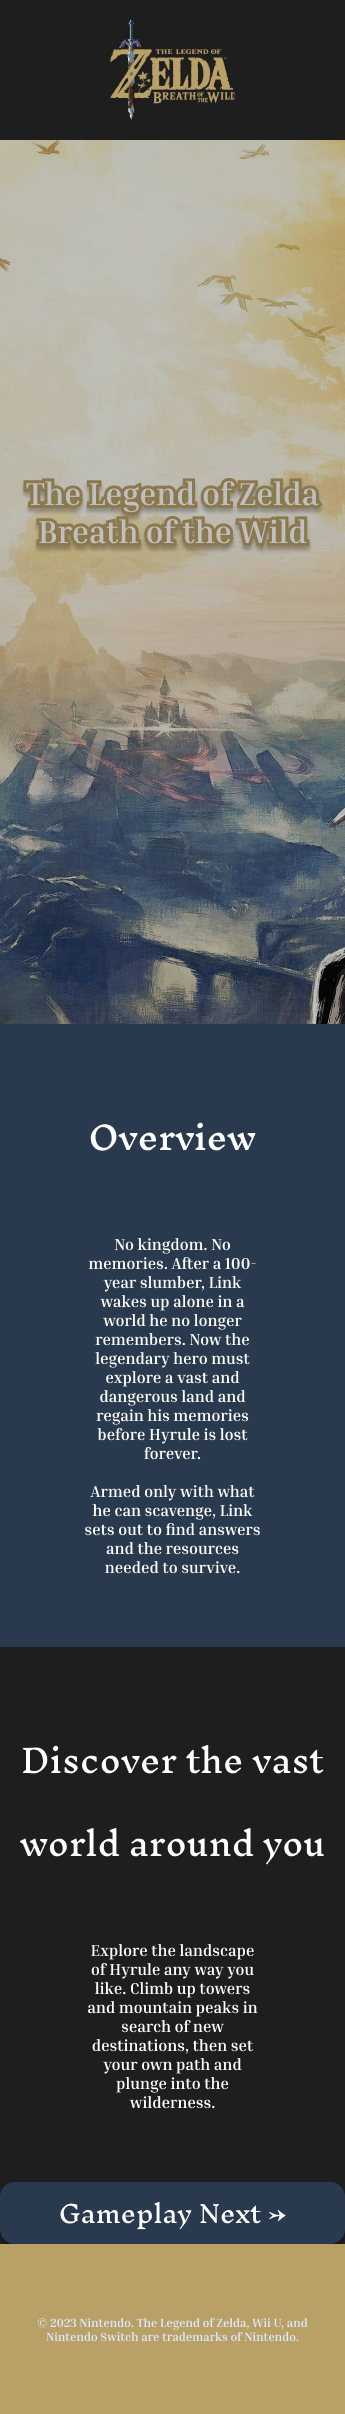 THE LEGEND OF
ZELDA
BREATH OF THE WILD
The Legend of Zelda
Breath of the Wild
Overview
No kingdom. No
memories. After a 100-
year slumber, Link
wakes up alone in a
world he no longer
remembers. Now the
legendary hero must
explore a vast and
dangerous land and
regain his memories
before Hyrule is lost
forever.
Armed only with what
he can scavenge, Link
sets out to find answers
and the resources
needed to survive.
Discover the vast
world around you
Explore the landscape
of Hyrule any way you
like. Climb up towers
and mountain peaks in
search of new
destinations, then set
your own path and
plunge into the
wilderness.
Gameplay Next ➛
© 2023 Nintendo. The Legend of Zelda, Wii U, and
Nintendo Switch are trademarks of Nintendo.